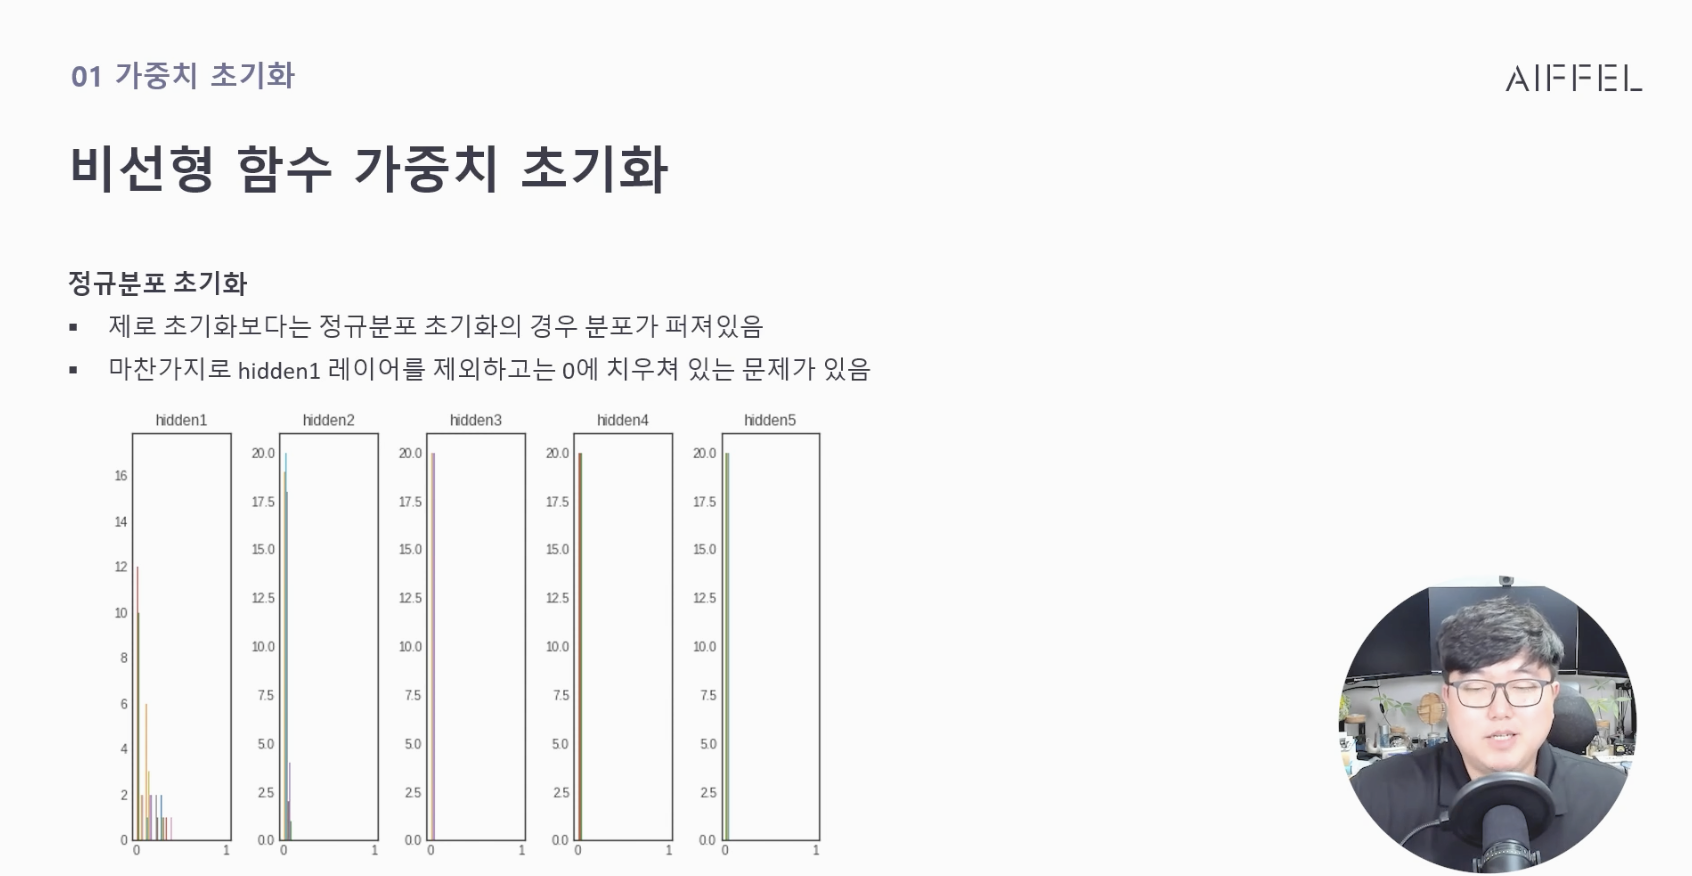 01 가중치 초기화
AIFFEL
비선형 함수 가중치 초기화
정규분포 초기화
▪ 제로 초기화보다는 정규분포 초기화의 경우 분포가 퍼져있음
▪ 마찬가지로 hidden1 레이어를 제외하고는 0에 치우쳐 있는 문제가 있음
hidden1 hidden2 hidden3 hidden4 hidden5
20.0 20.0 20.0 20.0
16
17.5 17.5 17.5 17.5
14
15.0 15.0 15.0 15.0
12
12.5 12.5 12.5 12.5
10
10.0 10.0 10.0 10.0
8
7.5 7.5 7.5 7.5
6
5.0 5.0 5.0 5.0
4
2.5 2.5 2.5 2.5
2
0 0.0 0.0 0.0 0.0
0 1 0 1 0 1 0 1 0 1